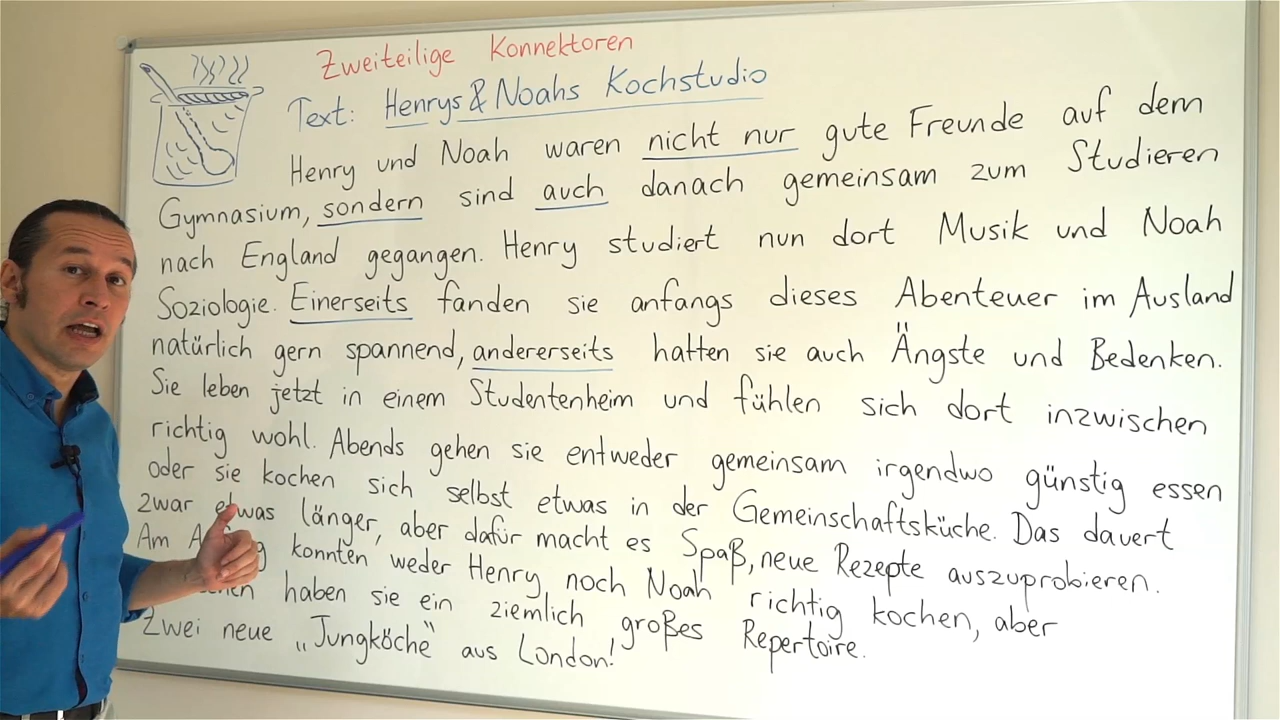 Zweiteilige Konnektoren
Text: Henrys & Noahs Kochstudio
Henry und Noah waren nicht nur gute Freunde auf dem
Gymnasium, sondern sind auch danach gemeinsam zum Studieren
nach England gegangen. Henry studiert nun dort Musik und Noah
Soziologie. Einerseits fanden sie anfangs dieses Abenteuer im Ausland
natürlich gern spannend, andererseits hatten sie auch Ängste und Bedenken.
Sie leben jetzt in einem Studentenheim und fühlen sich dort inzwischen
richtig wohl. Abends gehen sie entweder gemeinsam irgendwo günstig essen
oder sie kochen sich selbst etwas in der Gemeinschaftsküche. Das dauert
zwar etwas länger, aber dafür macht es Spaß, neue Rezepte auszuprobieren.
Am konnten weder Henry noch Noah richtig kochen, aber
haben sie ein ziemlich großes Repertoire.
Zwei neue „Jungköche“ aus London!